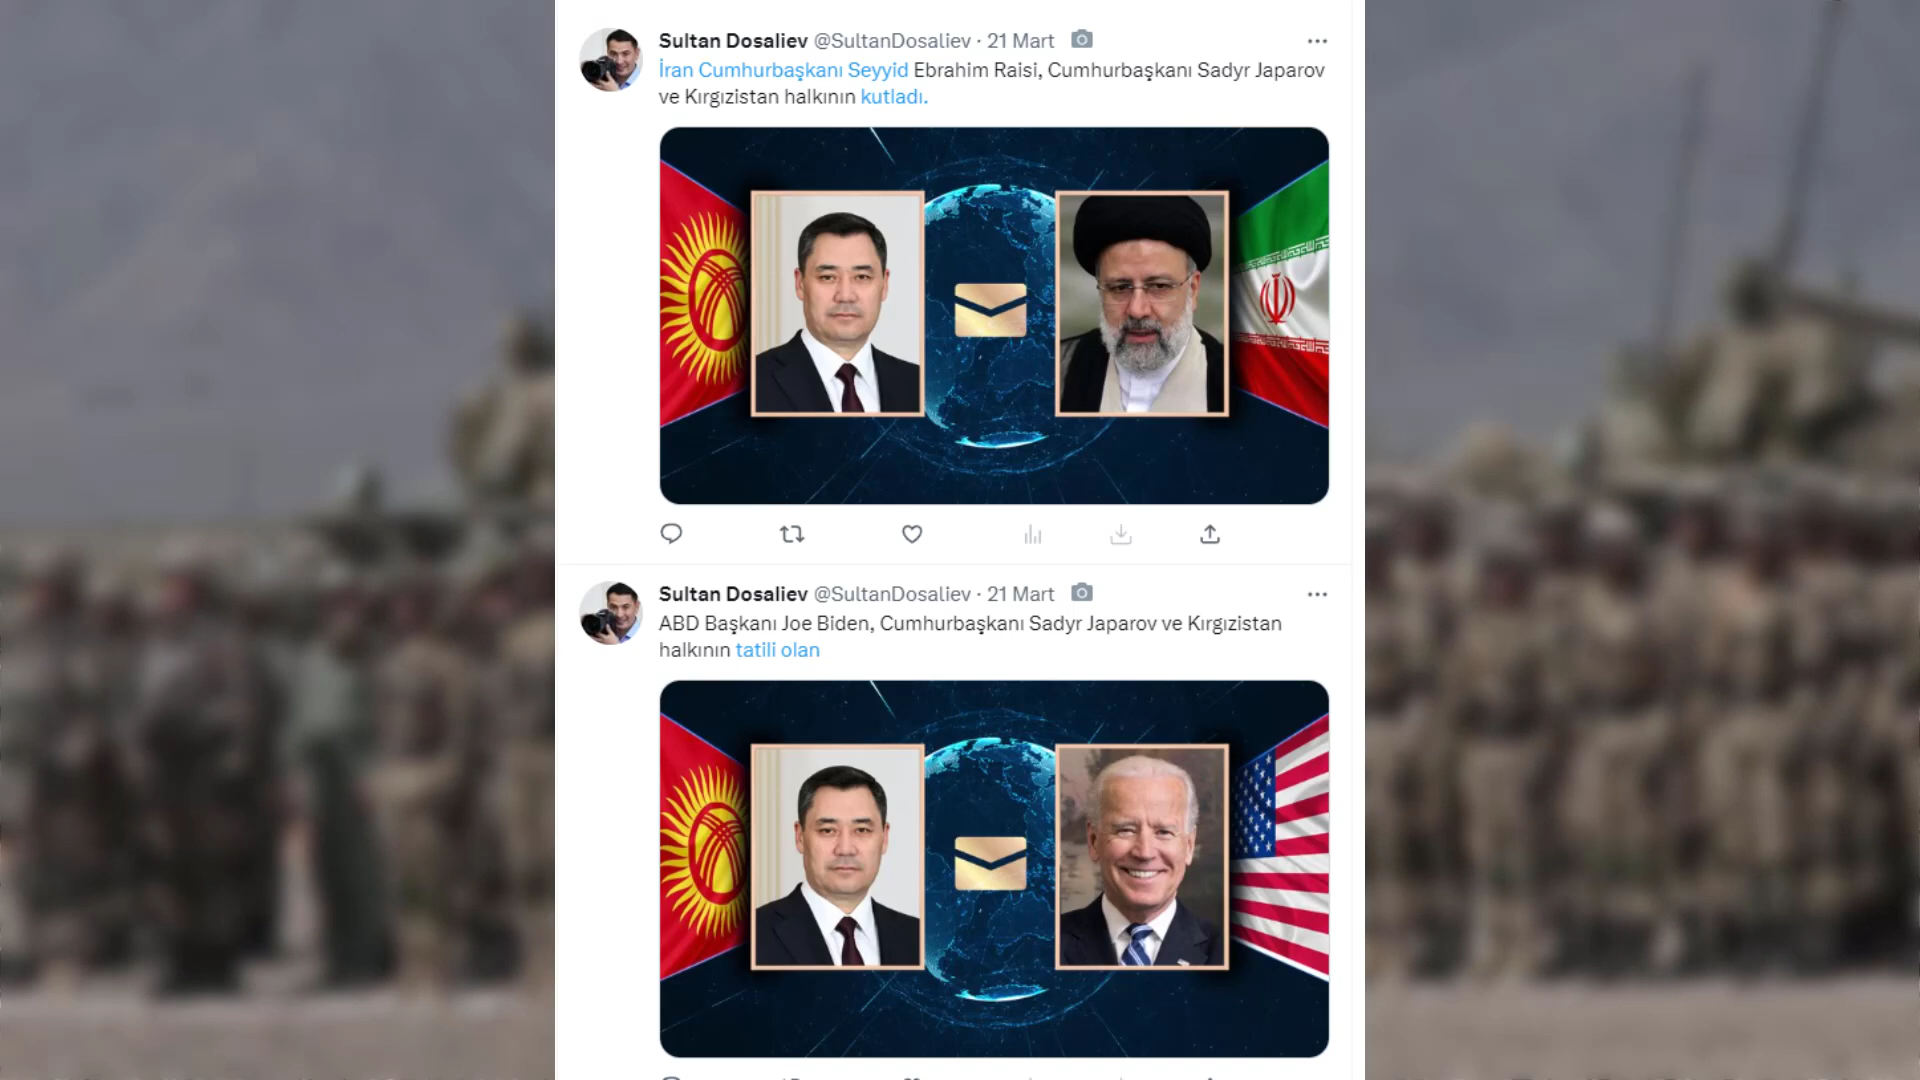 Sultan Dosaliev @SultanDosaliev · 21 Mart
İran Cumhurbaşkanı Seyyid Ebrahim Raisi, Cumhurbaşkanı Sadyr Japarov
ve Kırgızistan halkının kutladı.
Sultan Dosaliev @SultanDosaliev · 21 Mart
ABD Başkanı Joe Biden, Cumhurbaşkanı Sadyr Japarov ve Kırgızistan
halkının tatili olan